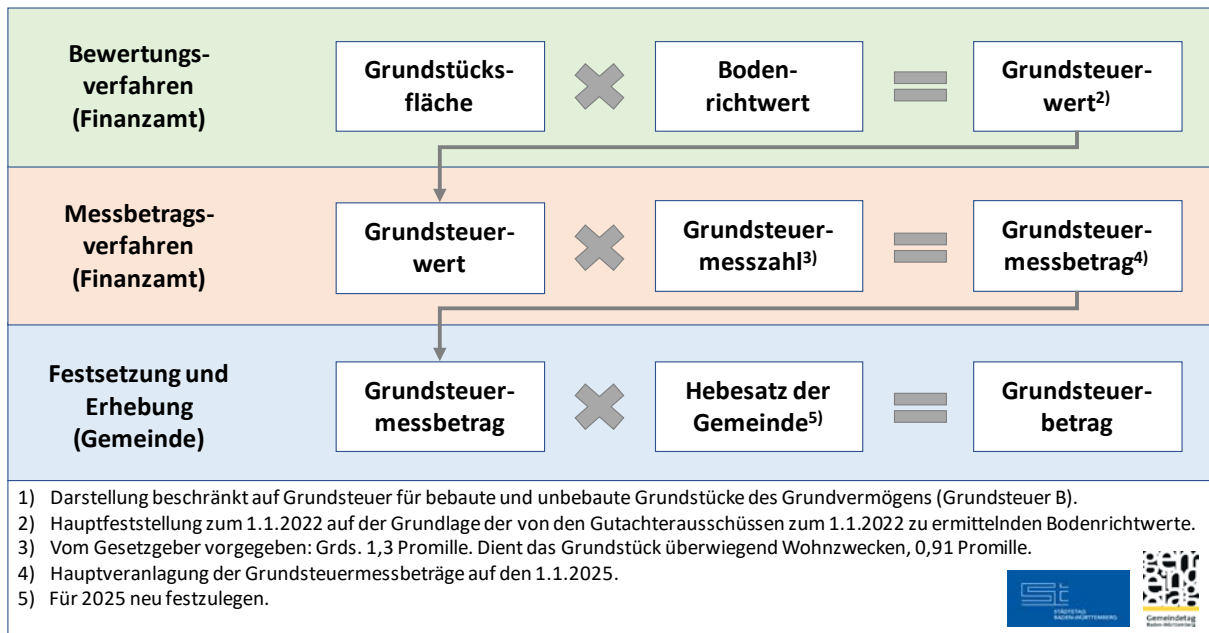 Bewertungs-
verfahren
(Finanzamt)
Grundstücks-
fläche
Boden-
richtwert
Grundsteuer-
wert2)
Messbetrags-
verfahren
(Finanzamt)
Grundsteuer-
wert
Grundsteuer-
messzahl3)
Grundsteuer-
messbetrag4)
Festsetzung und
Erhebung
(Gemeinde)
Grundsteuer-
messbetrag
Hebesatz der
Gemeinde5)
Grundsteuer-
betrag
1) Darstellung beschränkt auf Grundsteuer für bebaute und unbebaute Grundstücke des Grundvermögens (Grundsteuer B).
2) Hauptfeststellung zum 1.1.2022 auf der Grundlage der von den Gutachterausschüssen zum 1.1.2022 zu ermittelnden Bodenrichtwerte.
3) Vom Gesetzgeber vorgegeben: Grds. 1,3 Promille. Dient das Grundstück überwiegend Wohnzwecken, 0,91 Promille.
4) Hauptveranlagung der Grundsteuermessbeträge auf den 1.1.2025.
5) Für 2025 neu festzulegen.
STÄDTETAG
BADEN-WÜRTTEMBERG
gemeindetag
Gemeindetag
Baden-Württemberg